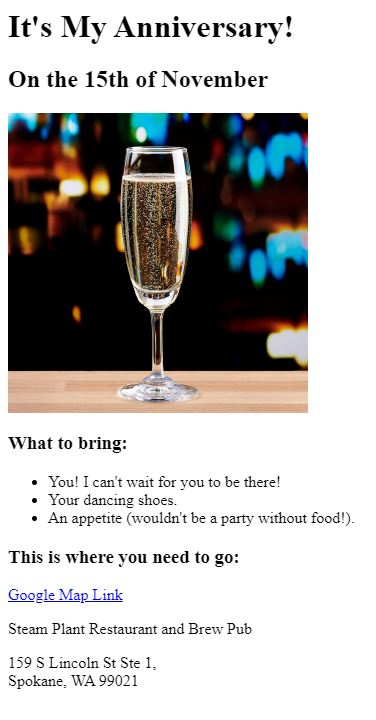 It's My Anniversary!
On the 15th of November
What to bring:
You! I can't wait for you to be there!
Your dancing shoes.
An appetite (wouldn't be a party without food!).
This is where you need to go:
Google Map Link
Steam Plant Restaurant and Brew Pub
159 S Lincoln St Ste 1,
Spokane, WA 99021